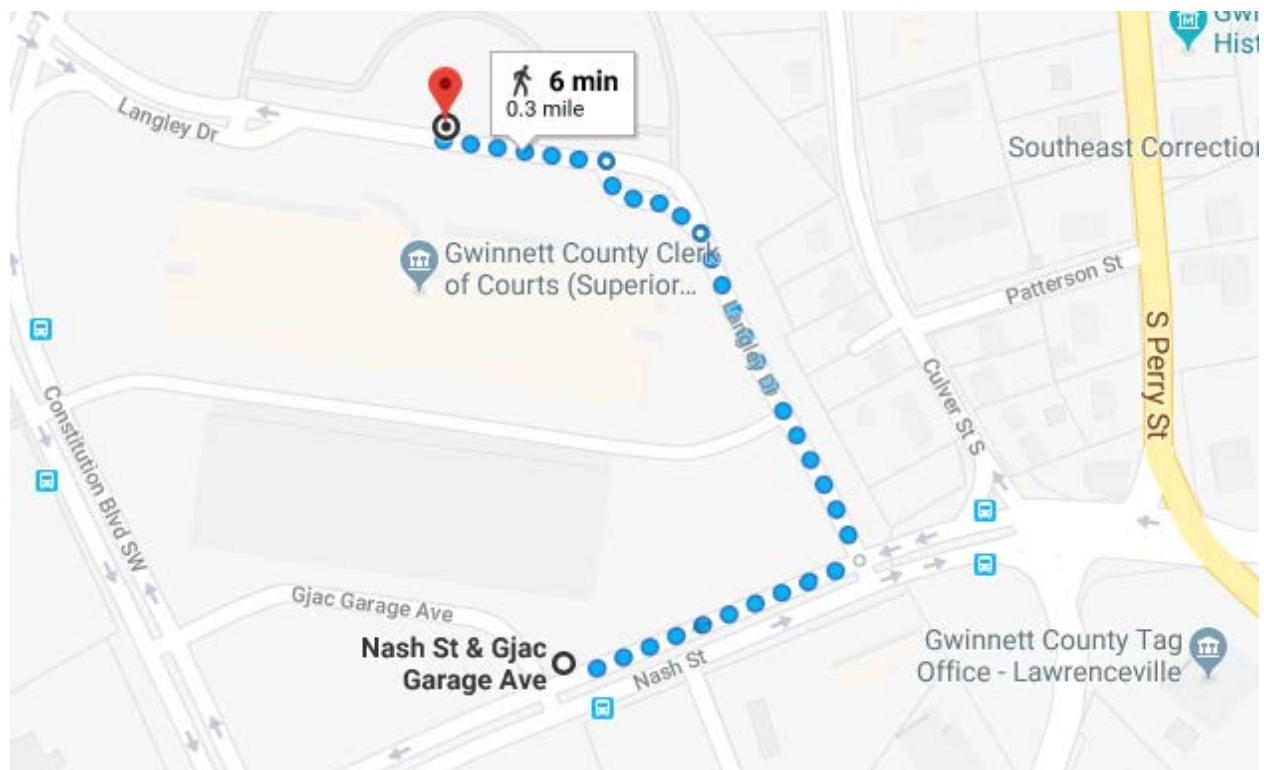 Gwi
Hist
6 min
0.3 mile
Langley Dr
Southeast Correction
Gwinnett County Clerk
of Courts (Superior...
Patterson St
S Perry St
Langley Dr
Culver St S
Constitution Blvd SW
Gjac Garage Ave
Nash St & Gjac
Garage Ave
Nash St
Gwinnett County Tag
Office - Lawrenceville